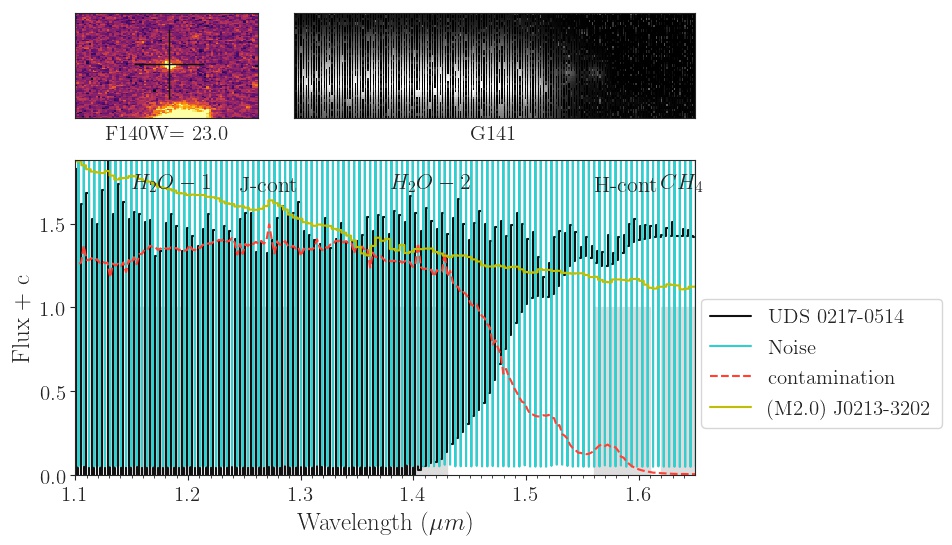 F140W= 23.0
G141
H₂O − 1 J-cont H₂O − 2 H-cont CH₄
1.5
1.0
0.5
0.0
Flux + c
1.1 1.2 1.3 1.4 1.5 1.6
Wavelength (μm)
UDS 0217-0514
Noise
contamination
(M2.0) J0213-3202